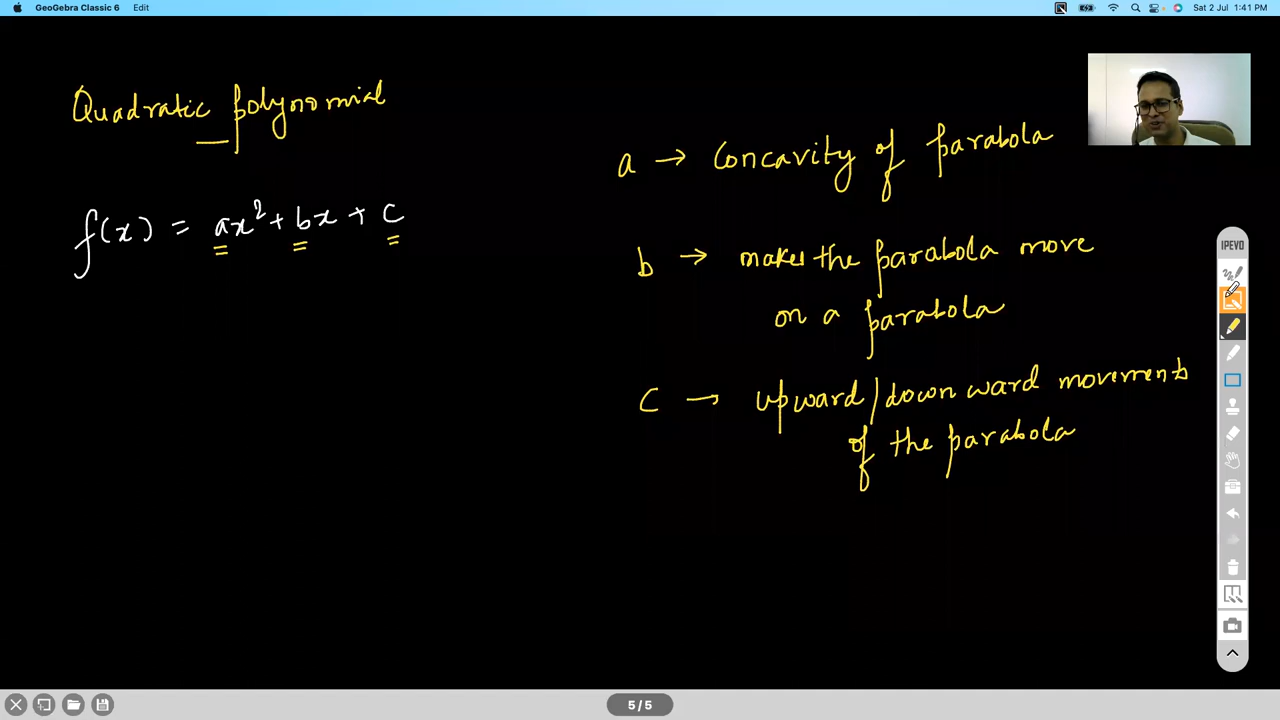 GeoGebra Classic 6 Edit
Sat 2 Jul 1:41 PM
Quadratic polynomial
f(x) = ax² + bx + c
a → Concavity of parabola
b → makes the parabola move
on a parabola
c → upward/downward movements
of the parabola
IPEVO
5/5